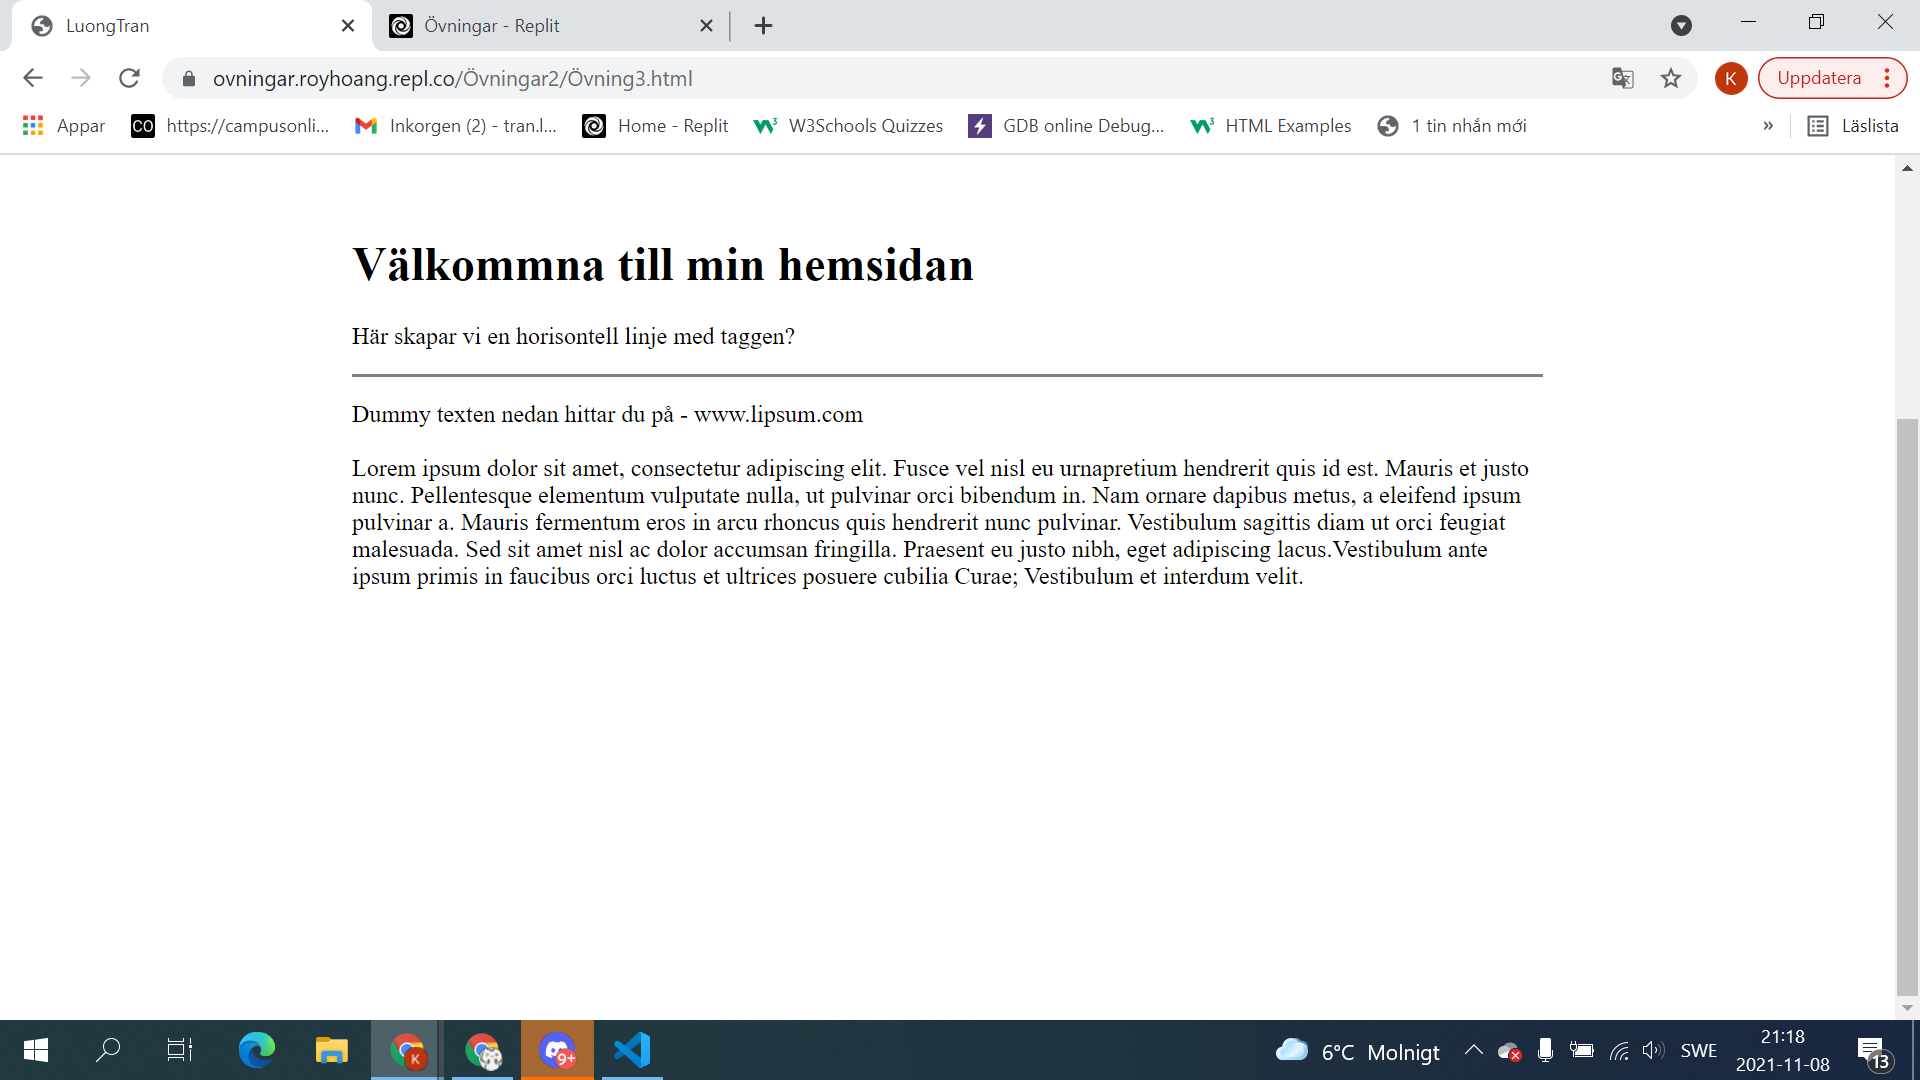 LuongTran
Övningar - Replit
ovningar.royhoang.repl.co/Övningar2/Övning3.html
K
Uppdatera
Appar
CO
https://campusonli...
Inkorgen (2) - tran.l...
Home - Replit
W3Schools Quizzes
GDB online Debug...
HTML Examples
1 tin nhắn mới
»
Läslista
Välkommna till min hemsidan
Här skapar vi en horisontell linje med taggen?
Dummy texten nedan hittar du på - www.lipsum.com
Lorem ipsum dolor sit amet, consectetur adipiscing elit. Fusce vel nisl eu urnapretium hendrerit quis id est. Mauris et justo
nunc. Pellentesque elementum vulputate nulla, ut pulvinar orci bibendum in. Nam ornare dapibus metus, a eleifend ipsum
pulvinar a. Mauris fermentum eros in arcu rhoncus quis hendrerit nunc pulvinar. Vestibulum sagittis diam ut orci feugiat
malesuada. Sed sit amet nisl ac dolor accumsan fringilla. Praesent eu justo nibh, eget adipiscing lacus.Vestibulum ante
ipsum primis in faucibus orci luctus et ultrices posuere cubilia Curae; Vestibulum et interdum velit.
K
9+
6°C Molnigt
SWE
21:18
2021-11-08
13